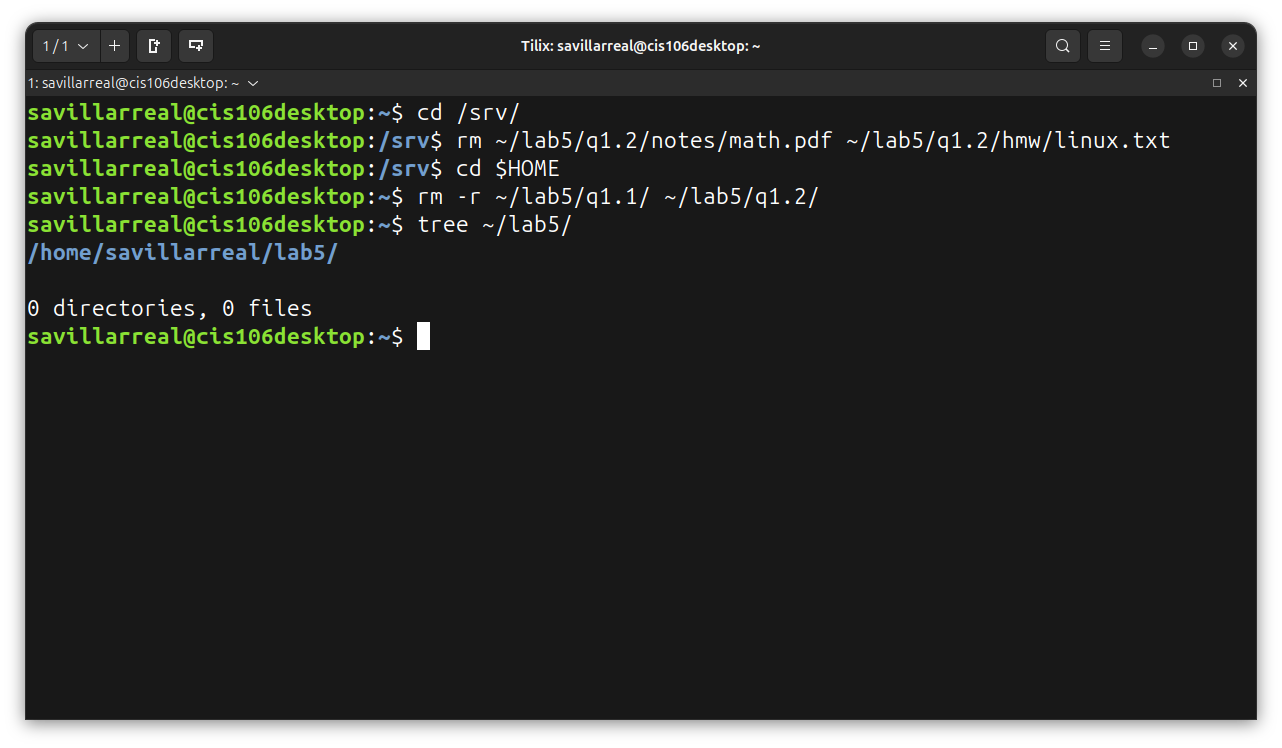 1 / 1
Tilix: savillarreal@cis106desktop: ~
1: savillarreal@cis106desktop: ~
savillarreal@cis106desktop:~$ cd /srv/
savillarreal@cis106desktop:/srv$ rm ~/lab5/q1.2/notes/math.pdf ~/lab5/q1.2/hmw/linux.txt
savillarreal@cis106desktop:/srv$ cd $HOME
savillarreal@cis106desktop:~$ rm -r ~/lab5/q1.1/ ~/lab5/q1.2/
savillarreal@cis106desktop:~$ tree ~/lab5/
/home/savillarreal/lab5/
0 directories, 0 files
savillarreal@cis106desktop:~$